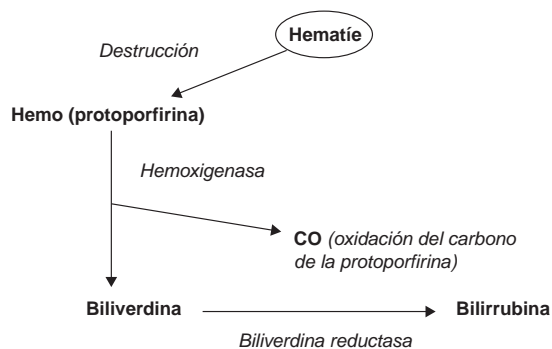 Hematíe
Destrucción
Hemo (protoporfirina)
Hemoxigenasa
CO (oxidación del carbono
de la protoporfirina)
Biliverdina
Bilirrubina
Biliverdina reductasa